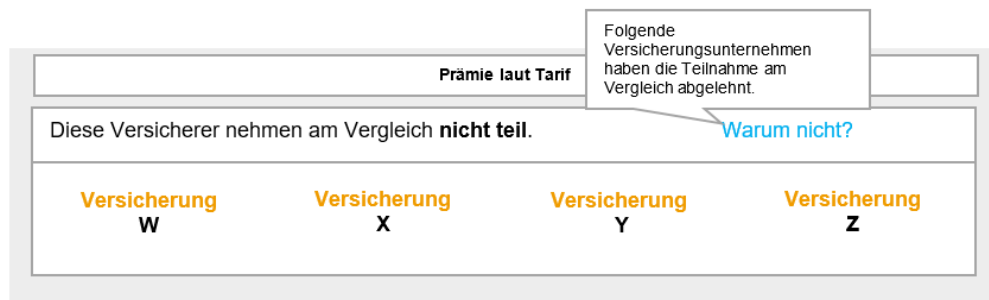 Folgende
Versicherungsunternehmen
haben die Teilnahme am
Vergleich abgelehnt.
Prämie laut Tarif
Diese Versicherer nehmen am Vergleich nicht teil. Warum nicht?
Versicherung Versicherung Versicherung Versicherung
W X Y Z